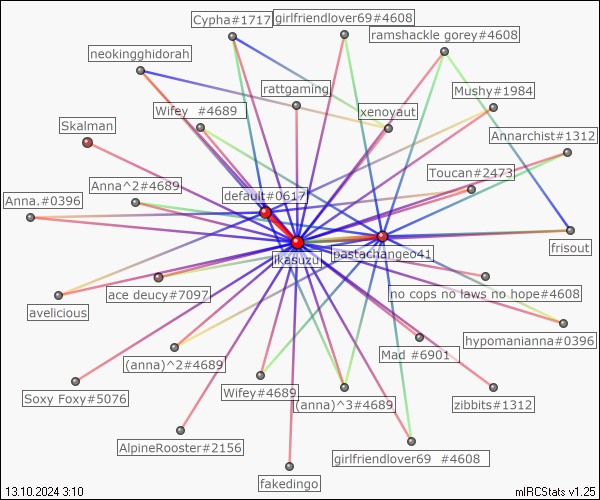 Cypha#1717
girlfriendlover69#4608
ramshackle gorey#4608
neokingghidorah
rattgaming
Mushy#1984
Wifey  #4689
xenoyaut
Skalman
Annarchist#1312
Toucan#2473
Anna^2#4689
default#0617
Anna.#0396
frisout
pastachangeo41
ikasuzu
no cops no laws no hope#4608
ace deucy#7097
avelicious
hypomanianna#0396
Mad #6901
(anna)^2#4689
Wifey#4689
Soxy Foxy#5076
(anna)^3#4689
zibbits#1312
AlpineRooster#2156
girlfriendlover69  #4608
fakedingo
13.10.2024 3:10
mIRCStats v1.25